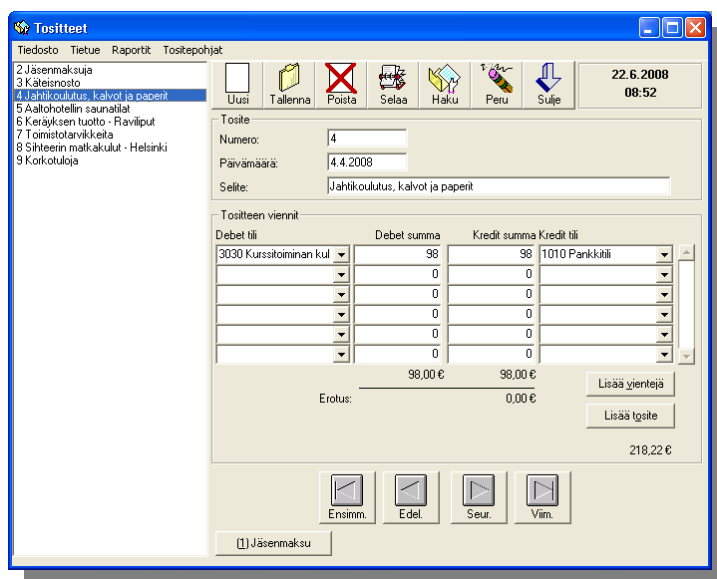 Tositteet
Tiedosto Tietue Raportit Tositepohjat
2 Jäsenmaksuja
3 Käteisnosto
4 Jahtikoulutus, kalvot ja paperit
5 Aaltohotellin saunatilat
6 Keräyksen tuotto - Raviliput
7 Toimistotarvikkeita
8 Sihteerin matkakulut - Helsinki
9 Korkotuloja
Uusi Tallenna Poista Selaa Haku Peru Sulje
22.6.2008
08:52
Tosite
Numero: 4
Päivämäärä: 4.4.2008
Selite: Jahtikoulutus, kalvot ja paperit
Tositteen viennit
Debet tili Debet summa Kredit summa Kredit tili
3030 Kurssitoiminan kul 98 98 1010 Pankkitili
0 0
0 0
0 0
0 0
0 0
98,00 € 98,00 €
Erotus: 0,00 €
Lisää vientejä
Lisää tosite
218,22 €
Ensimm. Edel. Seur. Viim.
(1) Jäsenmaksu